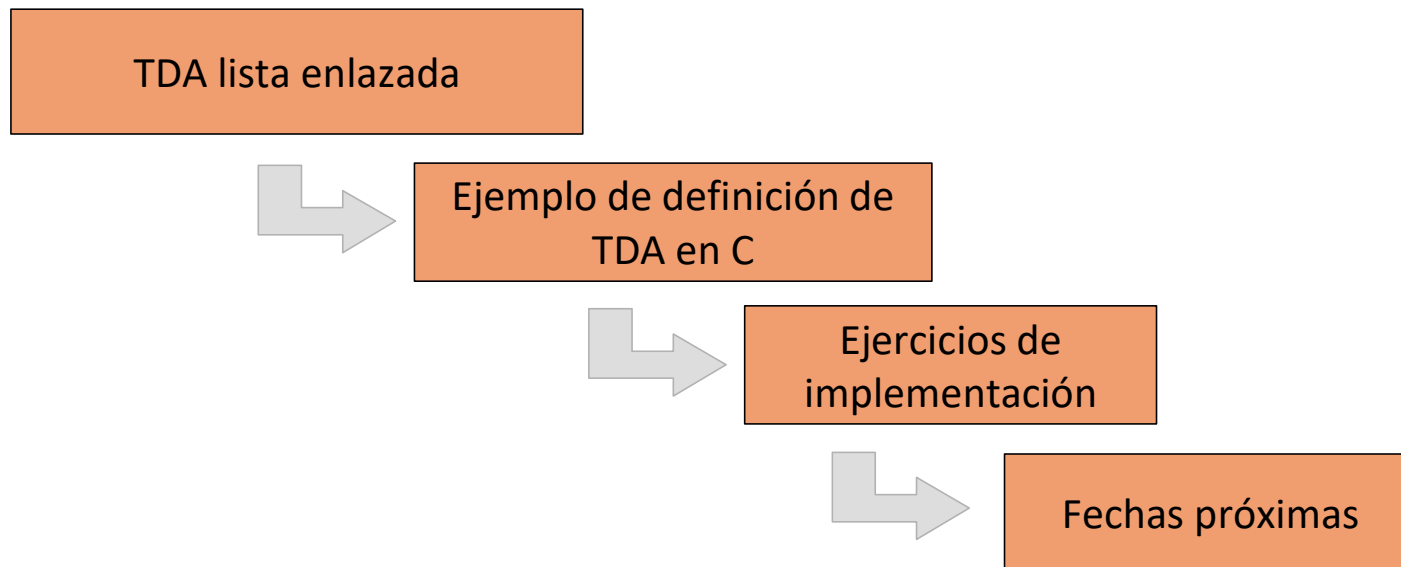 TDA lista enlazada
Ejemplo de definición de
TDA en C
Ejercicios de
implementación
Fechas próximas